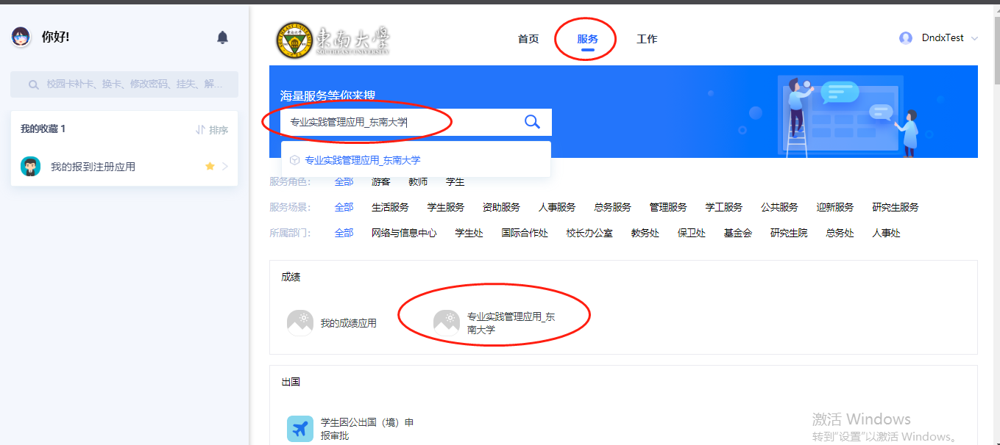 你好!
校园卡补卡、换卡、修改密码、挂失、解...
我的收藏 1
排序
我的报到注册应用
東南大學
SOUTHEAST UNIVERSITY
首页
服务
工作
DndxTest
海量服务等你来搜
专业实践管理应用_东南大学
专业实践管理应用_东南大学
服务角色: 全部 游客 教师 学生
服务场景: 全部 生活服务 学生服务 资助服务 人事服务 总务服务 管理服务 学工服务 公共服务 迎新服务 研究生服务
所属部门: 全部 网络与信息中心 学生处 国际合作处 校长办公室 教务处 保卫处 基金会 研究生院 总务处 人事处
成绩
我的成绩应用
专业实践管理应用_东
南大学
出国
学生因公出国（境）申
报审批
激活 Windows
转到"设置"以激活 Windows。